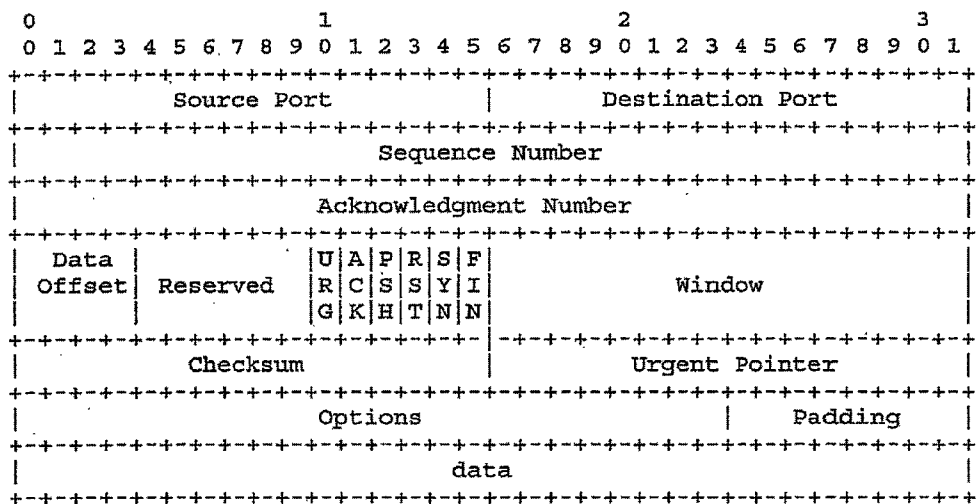 0                   1                   2                   3
0 1 2 3 4 5 6 7 8 9 0 1 2 3 4 5 6 7 8 9 0 1 2 3 4 5 6 7 8 9 0 1
+-+-+-+-+-+-+-+-+-+-+-+-+-+-+-+-+-+-+-+-+-+-+-+-+-+-+-+-+-+-+-+-+
|          Source Port          |       Destination Port        |
+-+-+-+-+-+-+-+-+-+-+-+-+-+-+-+-+-+-+-+-+-+-+-+-+-+-+-+-+-+-+-+-+
|                        Sequence Number                        |
+-+-+-+-+-+-+-+-+-+-+-+-+-+-+-+-+-+-+-+-+-+-+-+-+-+-+-+-+-+-+-+-+
|                    Acknowledgment Number                      |
+-+-+-+-+-+-+-+-+-+-+-+-+-+-+-+-+-+-+-+-+-+-+-+-+-+-+-+-+-+-+-+-+
|  Data |           |U|A|P|R|S|F|                               |
| Offset| Reserved  |R|C|S|S|Y|I|            Window             |
|       |           |G|K|H|T|N|N|                               |
+-+-+-+-+-+-+-+-+-+-+-+-+-+-+-+-+-+-+-+-+-+-+-+-+-+-+-+-+-+-+-+-+
|           Checksum            |         Urgent Pointer        |
+-+-+-+-+-+-+-+-+-+-+-+-+-+-+-+-+-+-+-+-+-+-+-+-+-+-+-+-+-+-+-+-+
|                    Options                    |    Padding    |
+-+-+-+-+-+-+-+-+-+-+-+-+-+-+-+-+-+-+-+-+-+-+-+-+-+-+-+-+-+-+-+-+
|                             data                              |
+-+-+-+-+-+-+-+-+-+-+-+-+-+-+-+-+-+-+-+-+-+-+-+-+-+-+-+-+-+-+-+-+